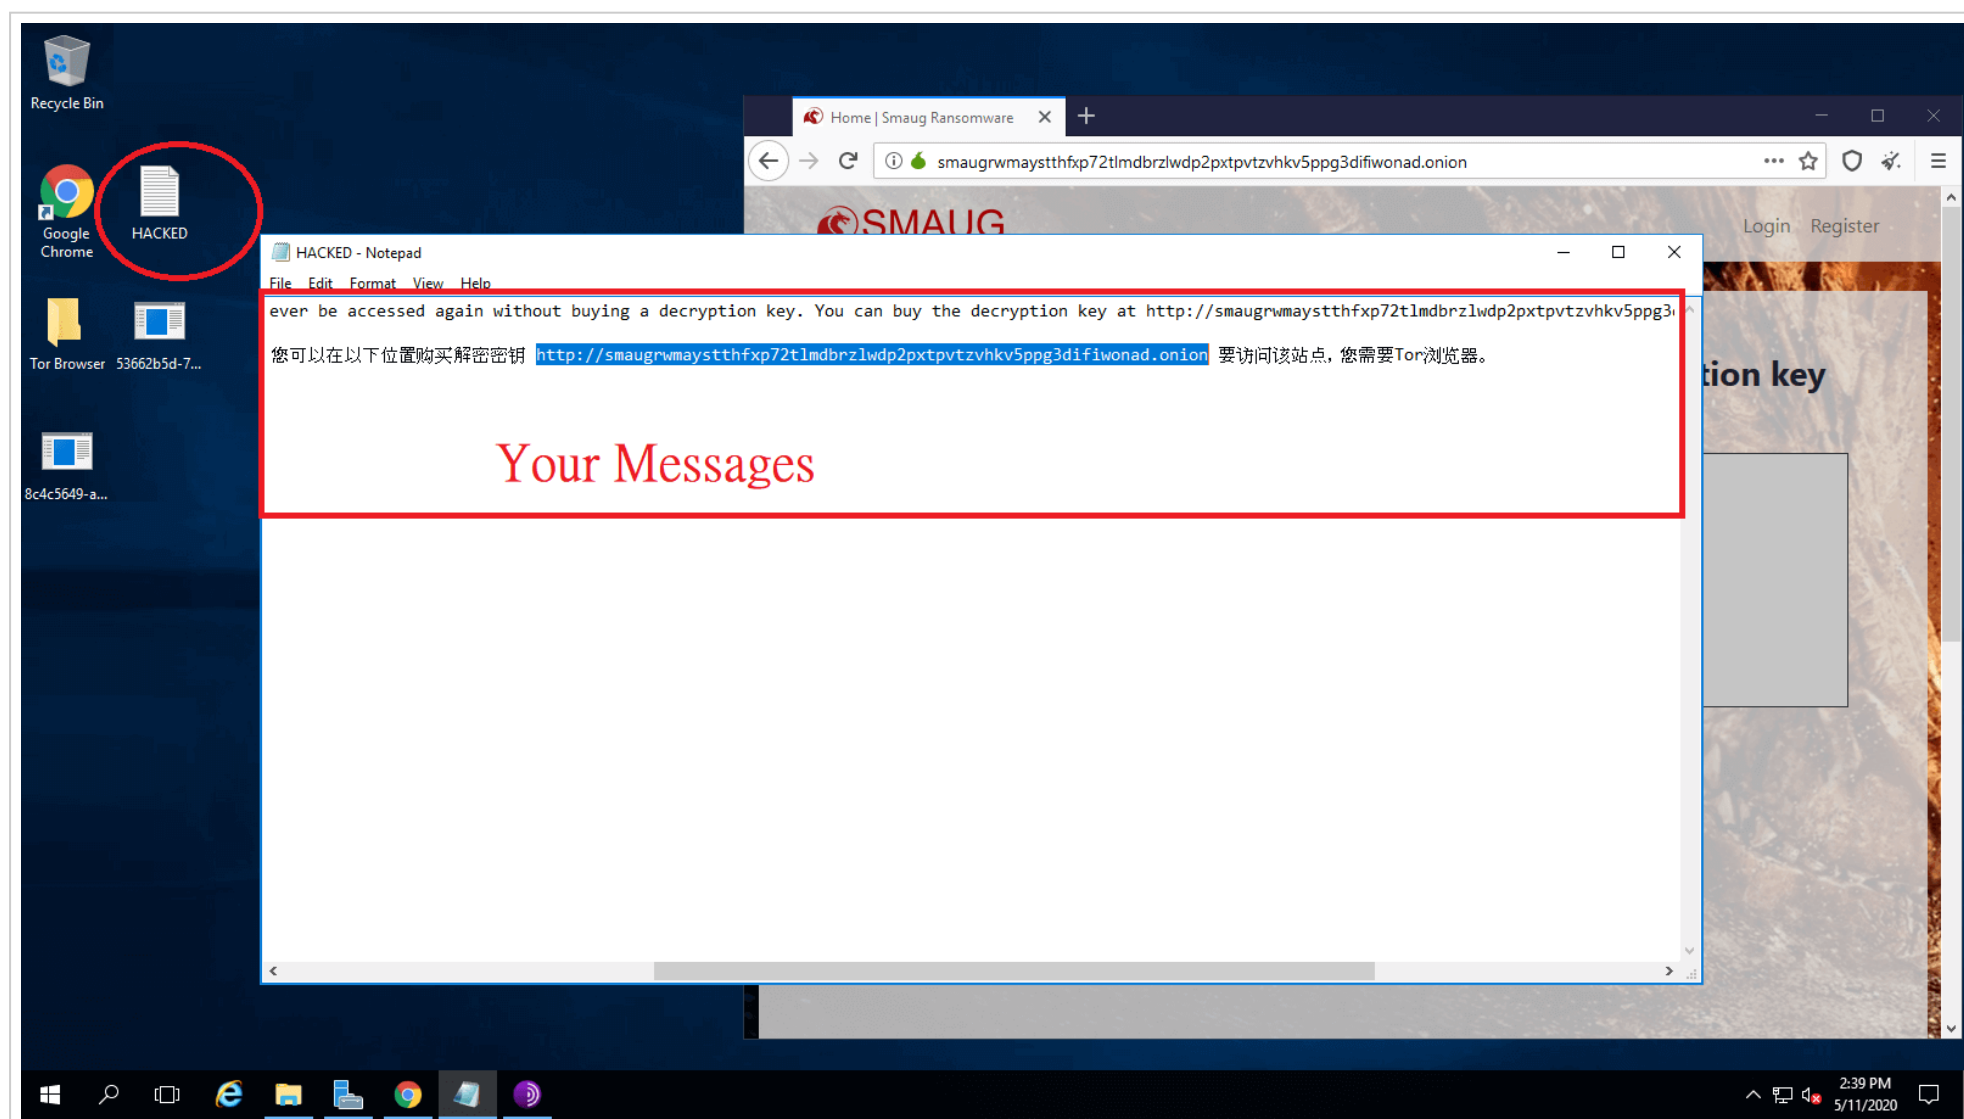 Recycle Bin
Google
Chrome
HACKED
Tor Browser
53662b5d-7...
8c4c5649-a...
Home | Smaug Ransomware
smaugrwmaystthfxp72tlmdbrzlwdp2pxtpvtzvhkv5ppg3difiwonad.onion
SMAUG
Login Register
HACKED - Notepad
File Edit Format View Help
ever be accessed again without buying a decryption key. You can buy the decryption key at http://smaugrwmaystthfxp72tlmdbrzlwdp2pxtpvtzvhkv5ppg3
您可以在以下位置购买解密密钥 http://smaugrwmaystthfxp72tlmdbrzlwdp2pxtpvtzvhkv5ppg3difiwonad.onion 要访问该站点,您需要Tor浏览器。
tion key
Your Messages
2:39 PM
5/11/2020